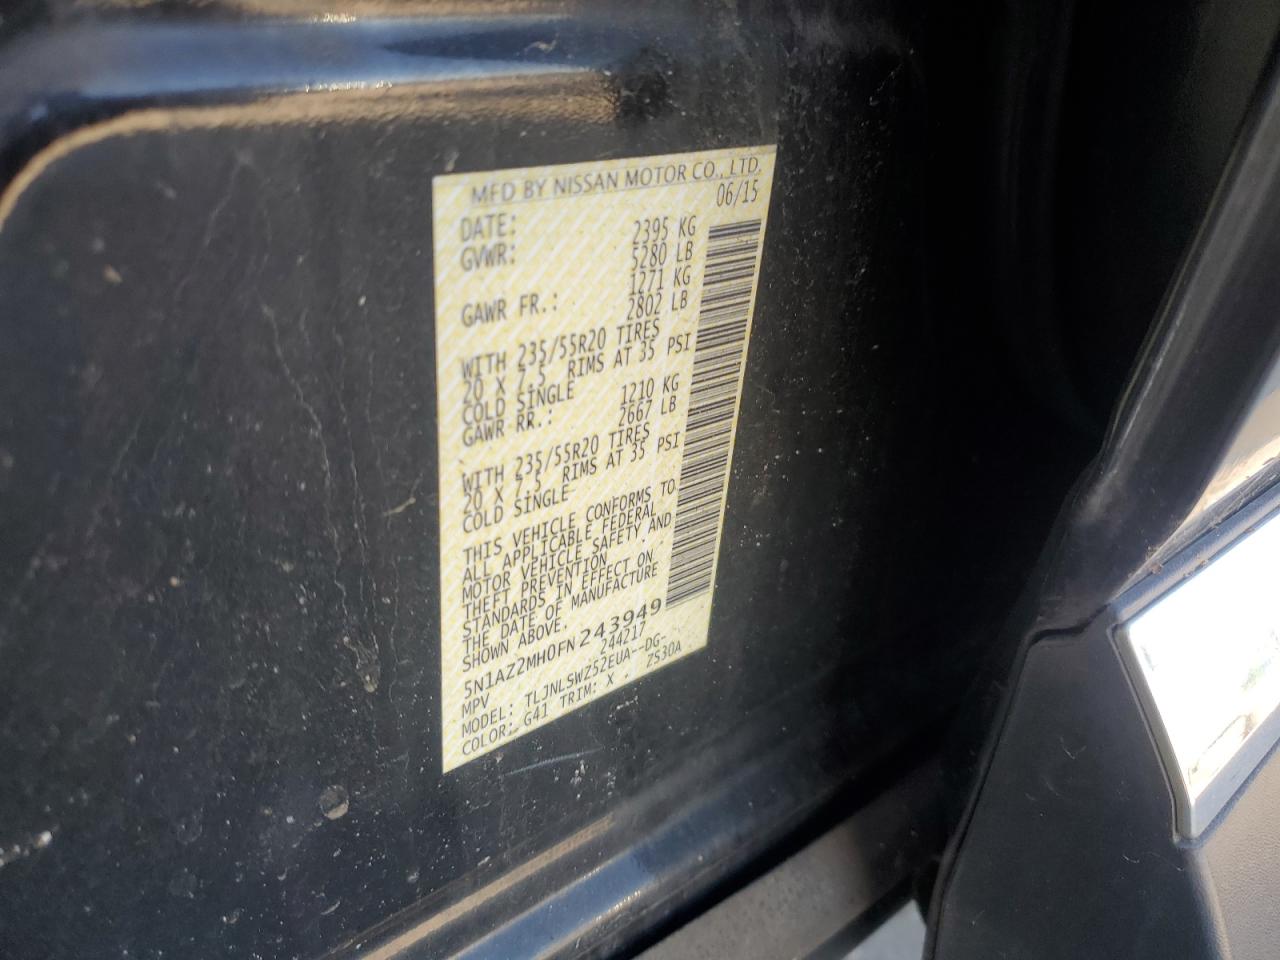 MFD BY NISSAN MOTOR CO., LTD.
DATE: 06/15
GVWR: 2395 KG
5280 LB
GAWR FR.: 1271 KG
2802 LB
WITH 235/55R20 TIRES
20 X 7.5 RIMS AT 35 PSI
COLD SINGLE
GAWR RR.: 1210 KG
2667 LB
WITH 235/55R20 TIRES
20 X 7.5 RIMS AT 35 PSI
COLD SINGLE
THIS VEHICLE CONFORMS TO
ALL APPLICABLE FEDERAL
MOTOR VEHICLE SAFETY AND
THEFT PREVENTION
STANDARDS IN EFFECT ON
THE DATE OF MANUFACTURE
SHOWN ABOVE.
5N1AZ2MH0FN243949
MPV 244217
MODEL: TLJNLSWZ52EUA--DG-
COLOR: G41 TRIM: X . ZS30A